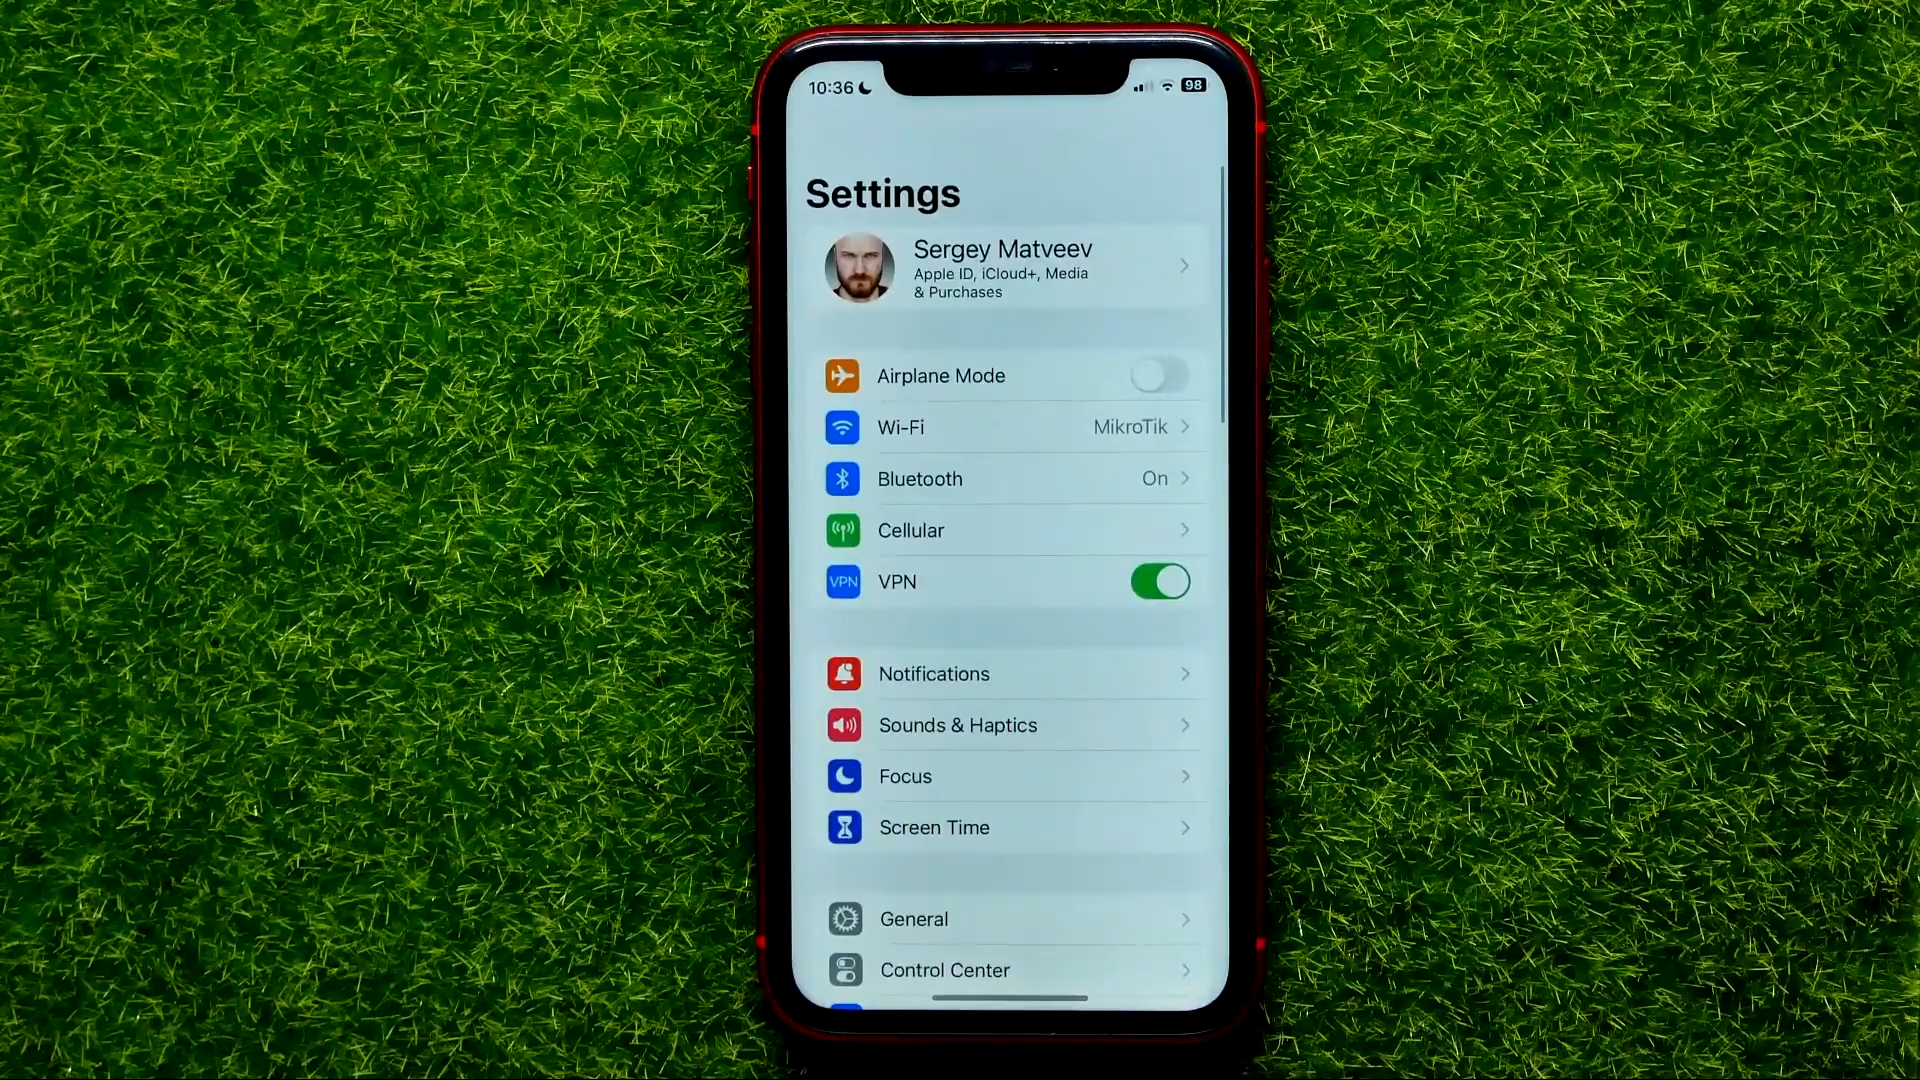 10:36
98
Settings
Sergey Matveev
Apple ID, iCloud+, Media
& Purchases
Airplane Mode
Wi-Fi MikroTik
Bluetooth On
Cellular
VPN VPN
Notifications
Sounds & Haptics
Focus
Screen Time
General
Control Center